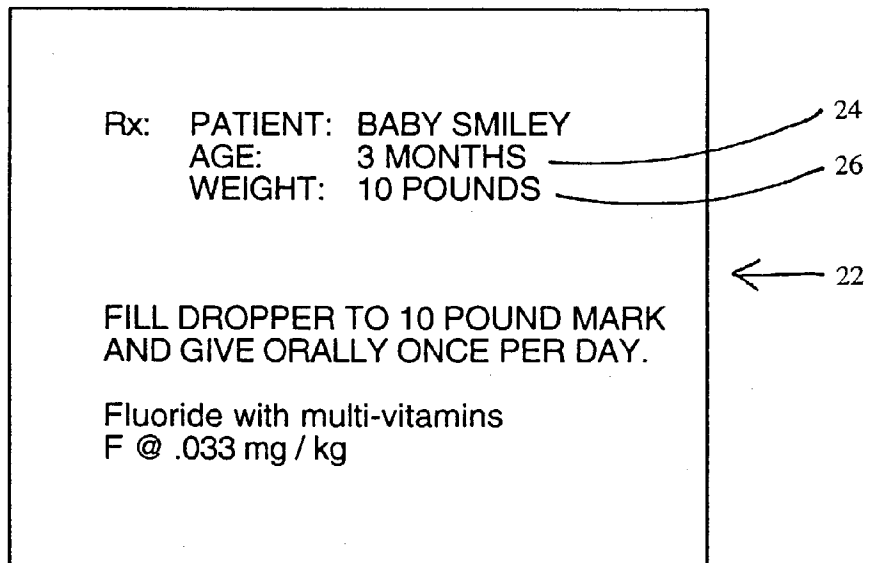 Rx: PATIENT: BABY SMILEY 24
AGE: 3 MONTHS 26
WEIGHT: 10 POUNDS
22
FILL DROPPER TO 10 POUND MARK
AND GIVE ORALLY ONCE PER DAY.
Fluoride with multi-vitamins
F @ .033 mg / kg